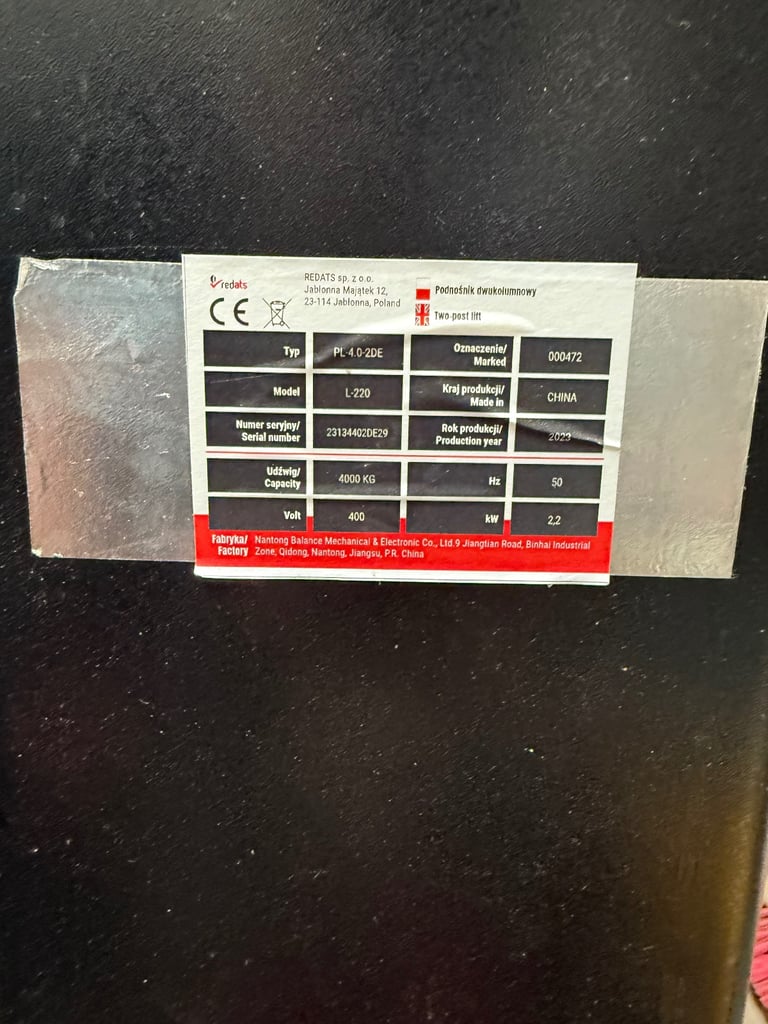 redats
CE
REDATS sp. z o.o.
Jabłonna Majątek 12,
23-114 Jabłonna, Poland
Podnośnik dwukolumnowy
Two-post lift
Typ PL-4.0-2DE Oznaczenie/ Marked 000472
Model L-220 Kraj produkcji/ Made in CHINA
Numer seryjny/ Serial number 23134402DE29 Rok produkcji/ Production year 2023
Udźwig/ Capacity 4000 KG Hz 50
Volt 400 kW 2,2
Fabryka/ Factory Nantong Balance Mechanical & Electronic Co., Ltd.9 Jiangtian Road, Binhai Industrial
Zone, Qidong, Nantong, Jiangsu, P.R. China